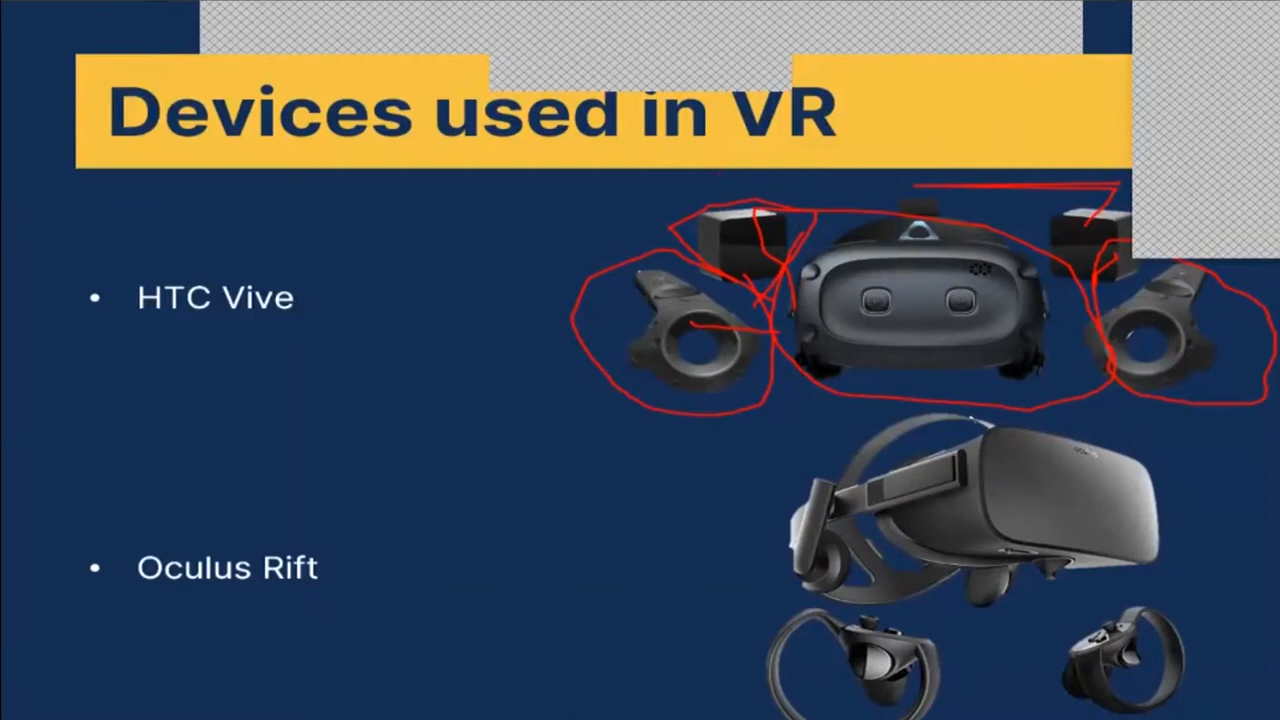 Devices used in VR
• HTC Vive
• Oculus Rift